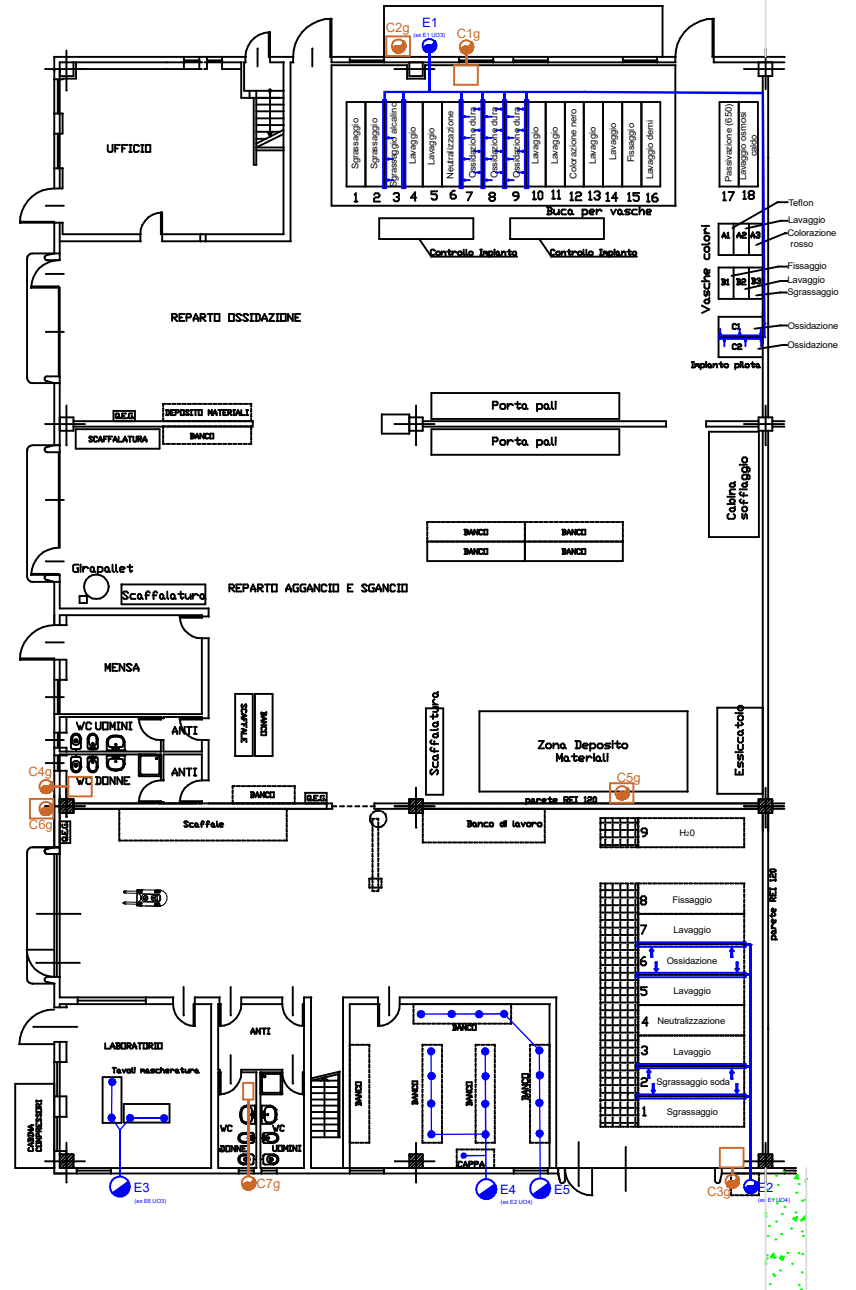 C2g
E1
(ex E1 UO3)
C1g
UFFICIO
Sgrassaggio
Sgrassaggio
Sgrassaggio alcalino
Lavaggio
Lavaggio
Neutralizzazione
Ossidazione dura
Ossidazione dura
Ossidazione dura
Lavaggio
Lavaggio
Colorazione nero
Lavaggio
Lavaggio
Fissaggio
Lavaggio demi
Passivazione (650)
Lavaggio osmosi
caldo
1 2 3 4 5 6 7 8 9 10 11 12 13 14 15 16 17 18
Buca per vasche
Controllo Impianto
Controllo Impianto
Vasche colori
A1 A2 A3
Teflon
Lavaggio
Colorazione
rosso
B1 B2 B3
Fissaggio
Lavaggio
Sgrassaggio
C1
Ossidazione
C2
Ossidazione
Impianto pilota
REPARTO OSSIDAZIONE
Q.E.G.
DEPOSITO MATERIALI
SCAFFALATURA
BANCO
Porta pali
Porta pali
Cabina
soffiaggio
BANCO
BANCO
BANCO
BANCO
Girapallet
Scaffalatura
REPARTO AGGANCIO E SGANCIO
MENSA
WC UOMINI
ANTI
WC DONNE
ANTI
SCAFFALE
BANCO
BANCO
Q.E.G.
Scaffalatura
Zona Deposito
Materiali
Essiccatoio
C4g
C6g
C5g
parete REI 120
Q.E.G.
Scaffale
Banco di lavoro
9
H20
parete REI 120
8
Fissaggio
7
Lavaggio
6
Ossidazione
5
Lavaggio
4
Neutralizzazione
3
Lavaggio
2
Sgrassaggio soda
1
Sgrassaggio
LABORATORIO
Tavoli mascheratura
ANTI
BANCO
BANCO
BANCO
BANCO
BANCO
CABINA
COMPRESSORI
WC
DONNE
WC
UOMINI
CAPPA
E3
(ex E6 UO3)
C7g
E4
(ex E2 UO4)
E5
C3g
E2
(ex E1 UO4)